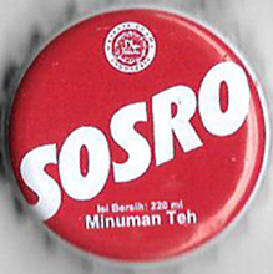 SOSRO
Isi Bersih: 220 ml
Minuman Teh